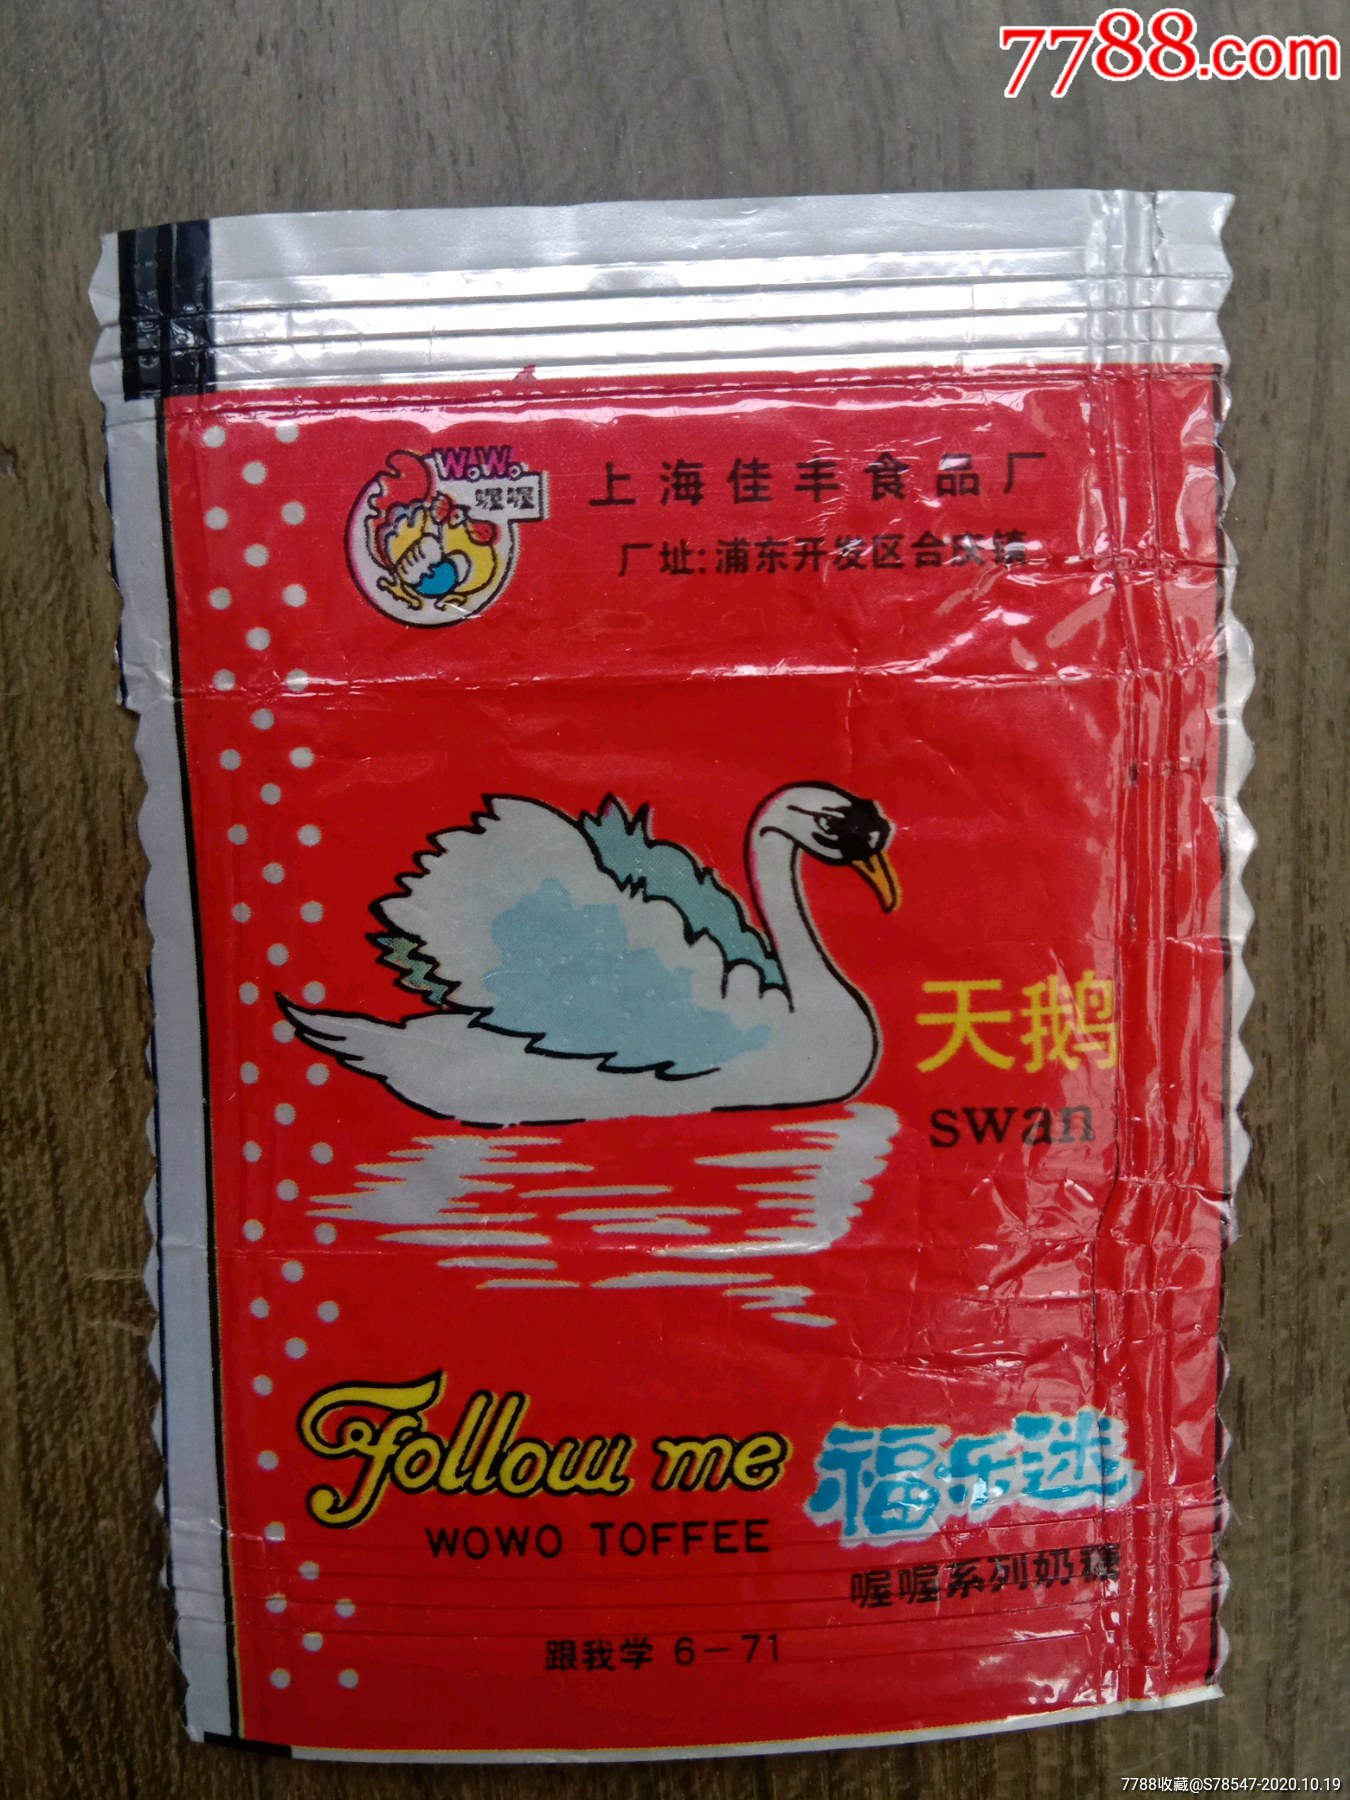 7788.com
W.W.
喔喔
上海佳丰食品厂
厂址:浦东开发区合庆镇
天鹅
swan
Follow me
福乐迷
WOWO TOFFEE
喔喔系列奶糖
跟我学 6-71
7788收藏@S78547-2020.10.19